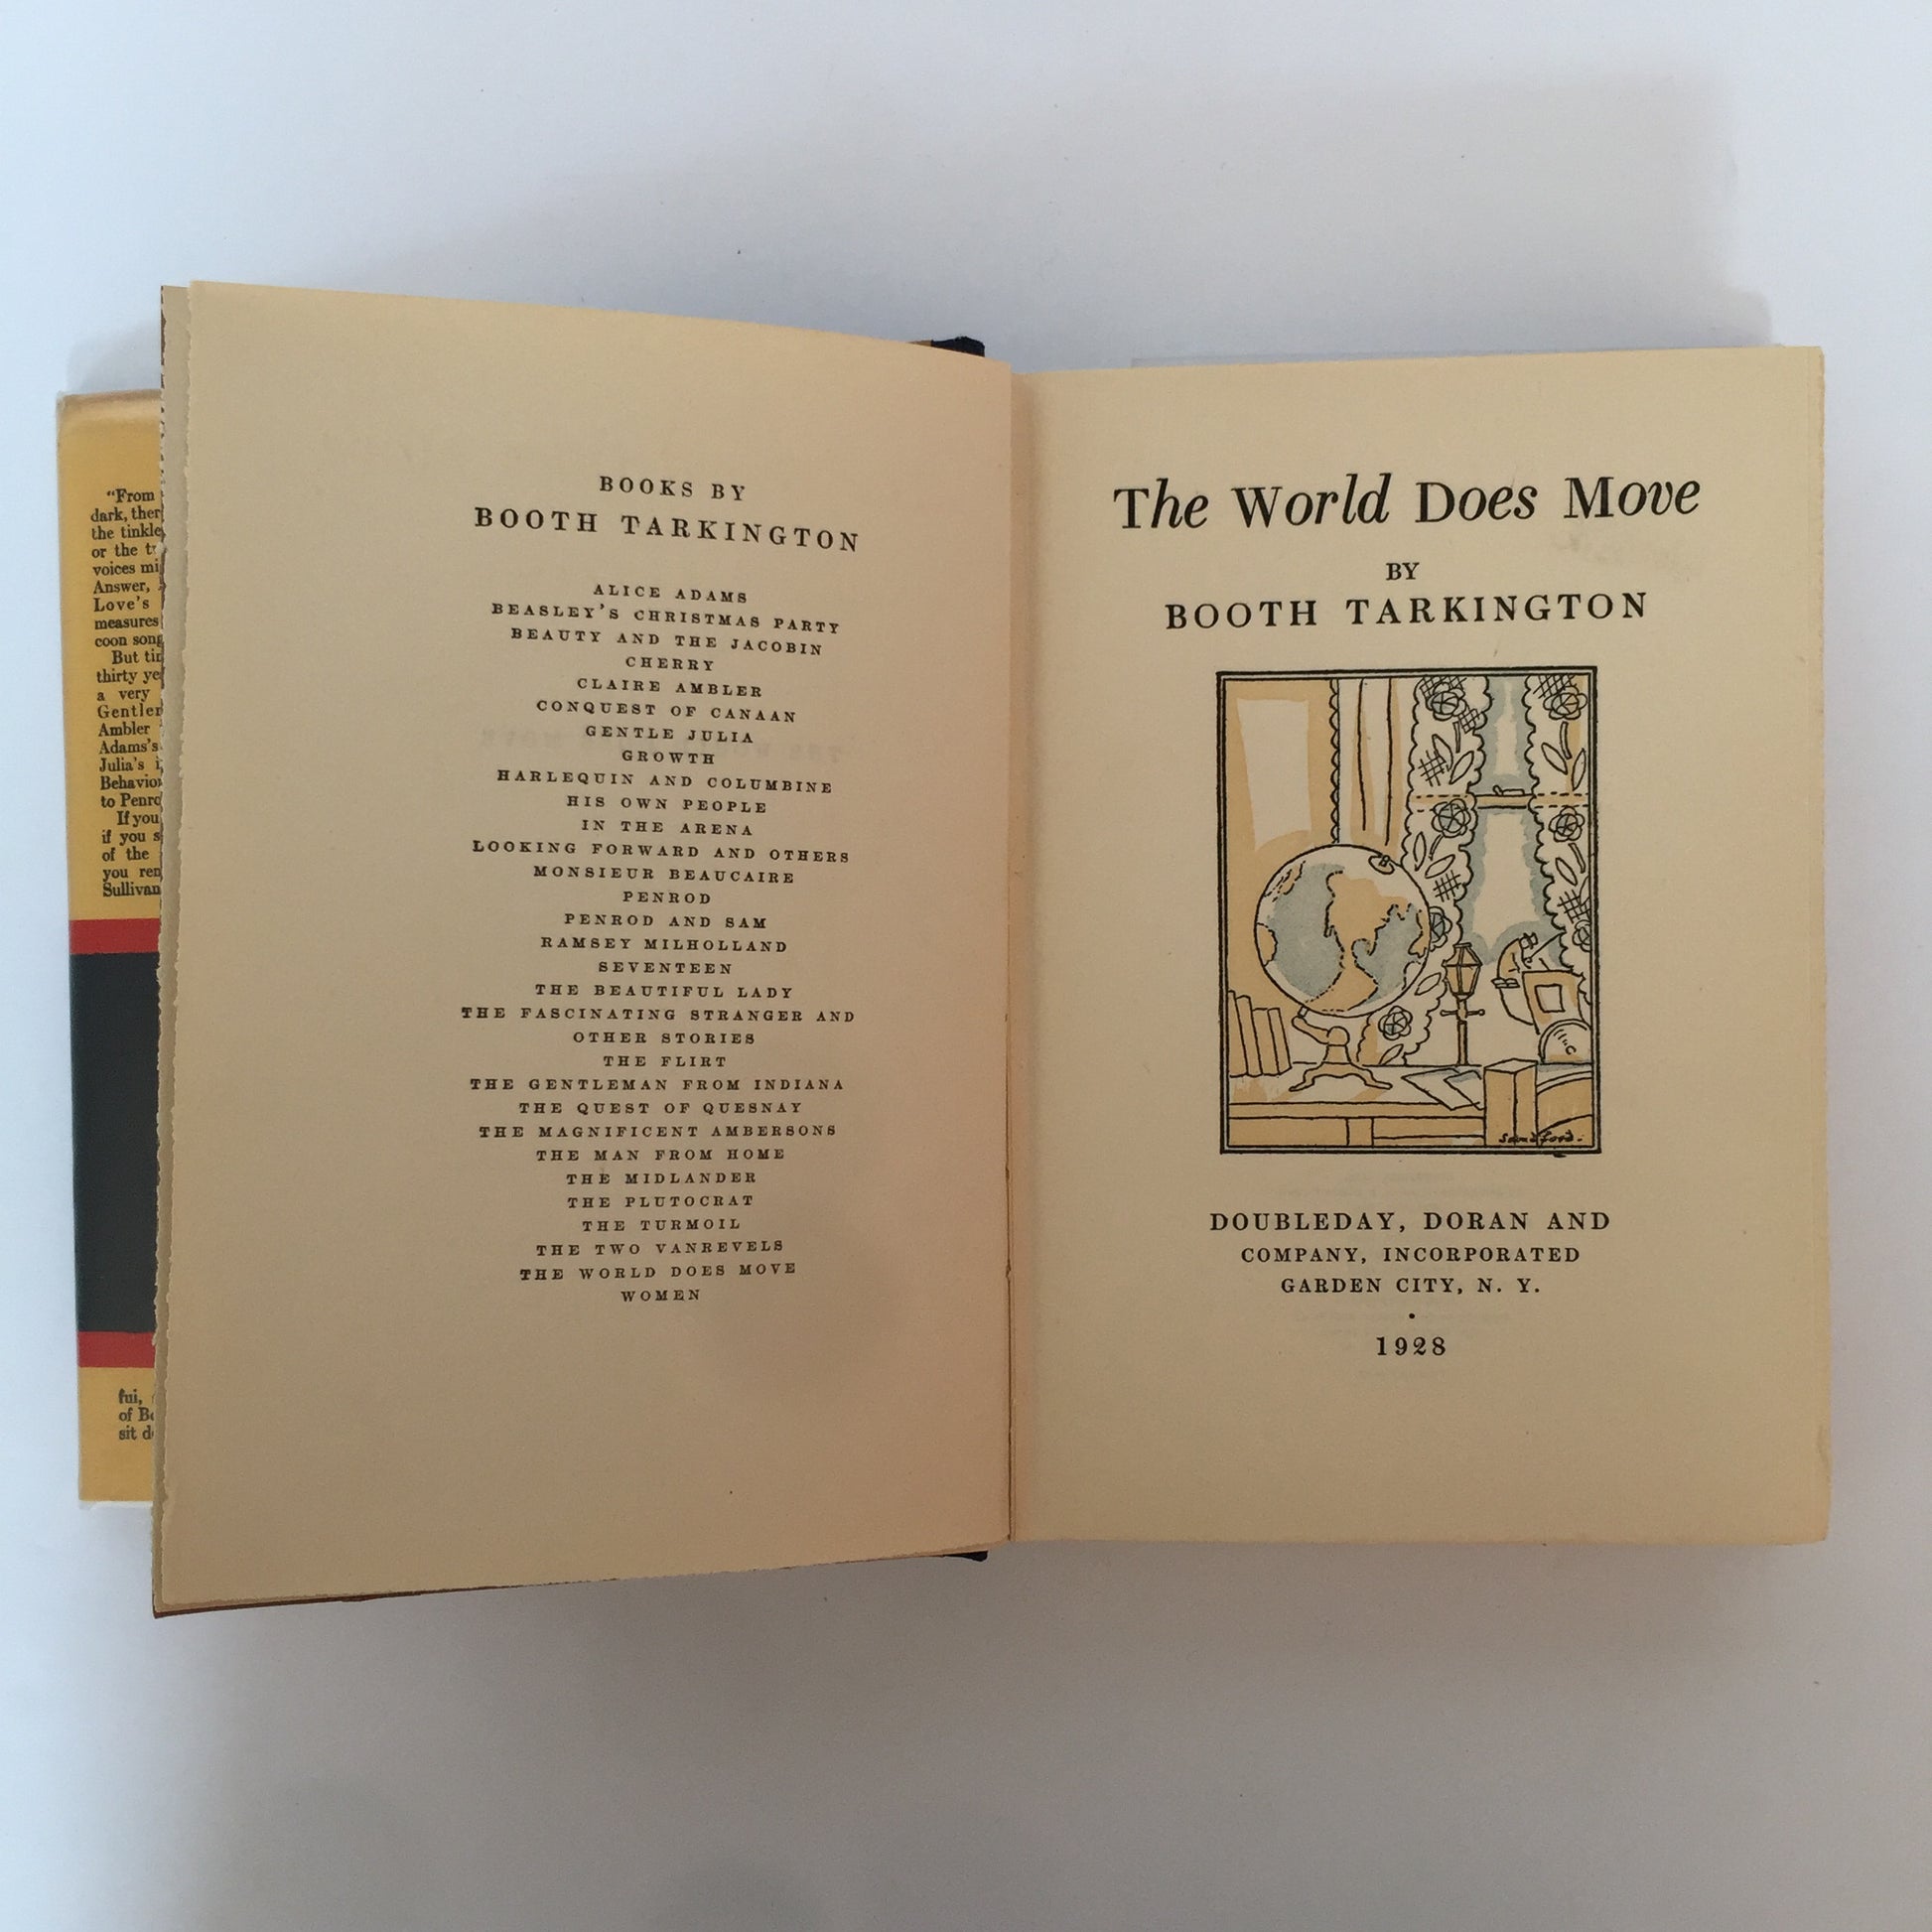 "From
dark, ther
the tinkle
or the
voices mi
Answer,
Love's
measures
coon song
But
thirty ye
a very
Gentler
Ambler
Adams's
Julia's
Behavio
to Penro
If you
if you s
of the
you ren
Sullivan
of
sit d
BOOKS BY
BOOTH TARKINGTON
ALICE ADAMS
BEASLEY'S CHRISTMAS PARTY
BEAUTY AND THE JACOBIN
CHERRY
CLAIRE AMBLER
CONQUEST OF CANAAN
GENTLE JULIA
GROWTH
HARLEQUIN AND COLUMBINE
HIS OWN PEOPLE
IN THE ARENA
LOOKING FORWARD AND OTHERS
MONSIEUR BEAUCAIRE
PENROD
PENROD AND SAM
RAMSEY MILHOLLAND
SEVENTEEN
THE BEAUTIFUL LADY
THE FASCINATING STRANGER AND
OTHER STORIES
THE FLIRT
THE GENTLEMAN FROM INDIANA
THE QUEST OF QUESNAY
THE MAGNIFICENT AMBERSONS
THE MAN FROM HOME
THE MIDLANDER
THE PLUTOCRAT
THE TURMOIL
THE TWO VANREVELS
THE WORLD DOES MOVE
WOMEN
The World Does Move
BY
BOOTH TARKINGTON
Sandford.
DOUBLEDAY, DORAN AND
COMPANY, INCORPORATED
GARDEN CITY, N. Y.
·
1928